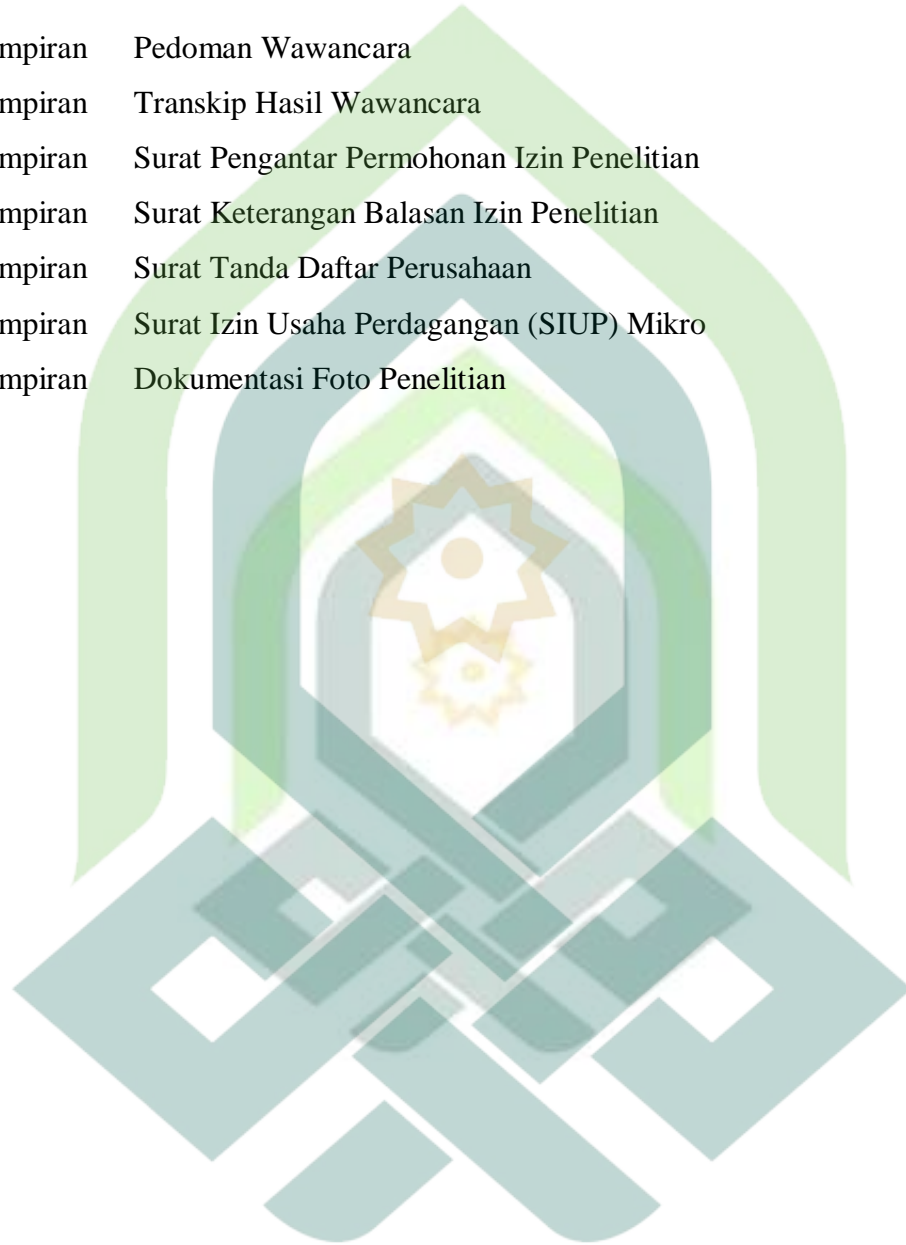 mpiran Pedoman Wawancara
mpiran Transkip Hasil Wawancara
mpiran Surat Pengantar Permohonan Izin Penelitian
mpiran Surat Keterangan Balasan Izin Penelitian
mpiran Surat Tanda Daftar Perusahaan
mpiran Surat Izin Usaha Perdagangan (SIUP) Mikro
mpiran Dokumentasi Foto Penelitian